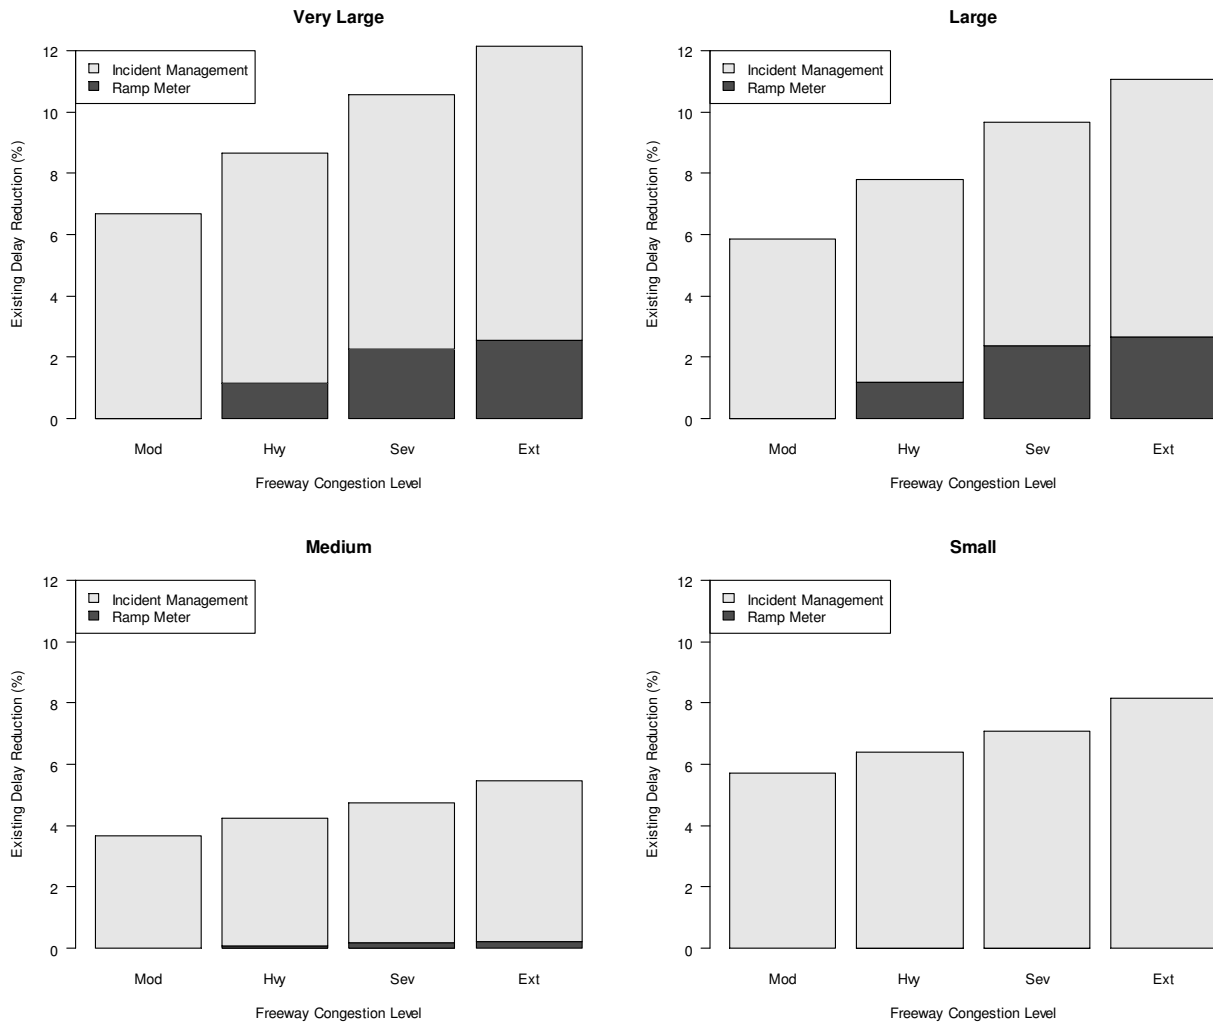 Very Large
Incident Management
Ramp Meter
Existing Delay Reduction (%)
12
10
8
6
4
2
0
Mod Hvy Sev Ext
Freeway Congestion Level
Large
Incident Management
Ramp Meter
Existing Delay Reduction (%)
12
10
8
6
4
2
0
Mod Hvy Sev Ext
Freeway Congestion Level
Medium
Incident Management
Ramp Meter
Existing Delay Reduction (%)
12
10
8
6
4
2
0
Mod Hvy Sev Ext
Freeway Congestion Level
Small
Incident Management
Ramp Meter
Existing Delay Reduction (%)
12
10
8
6
4
2
0
Mod Hvy Sev Ext
Freeway Congestion Level